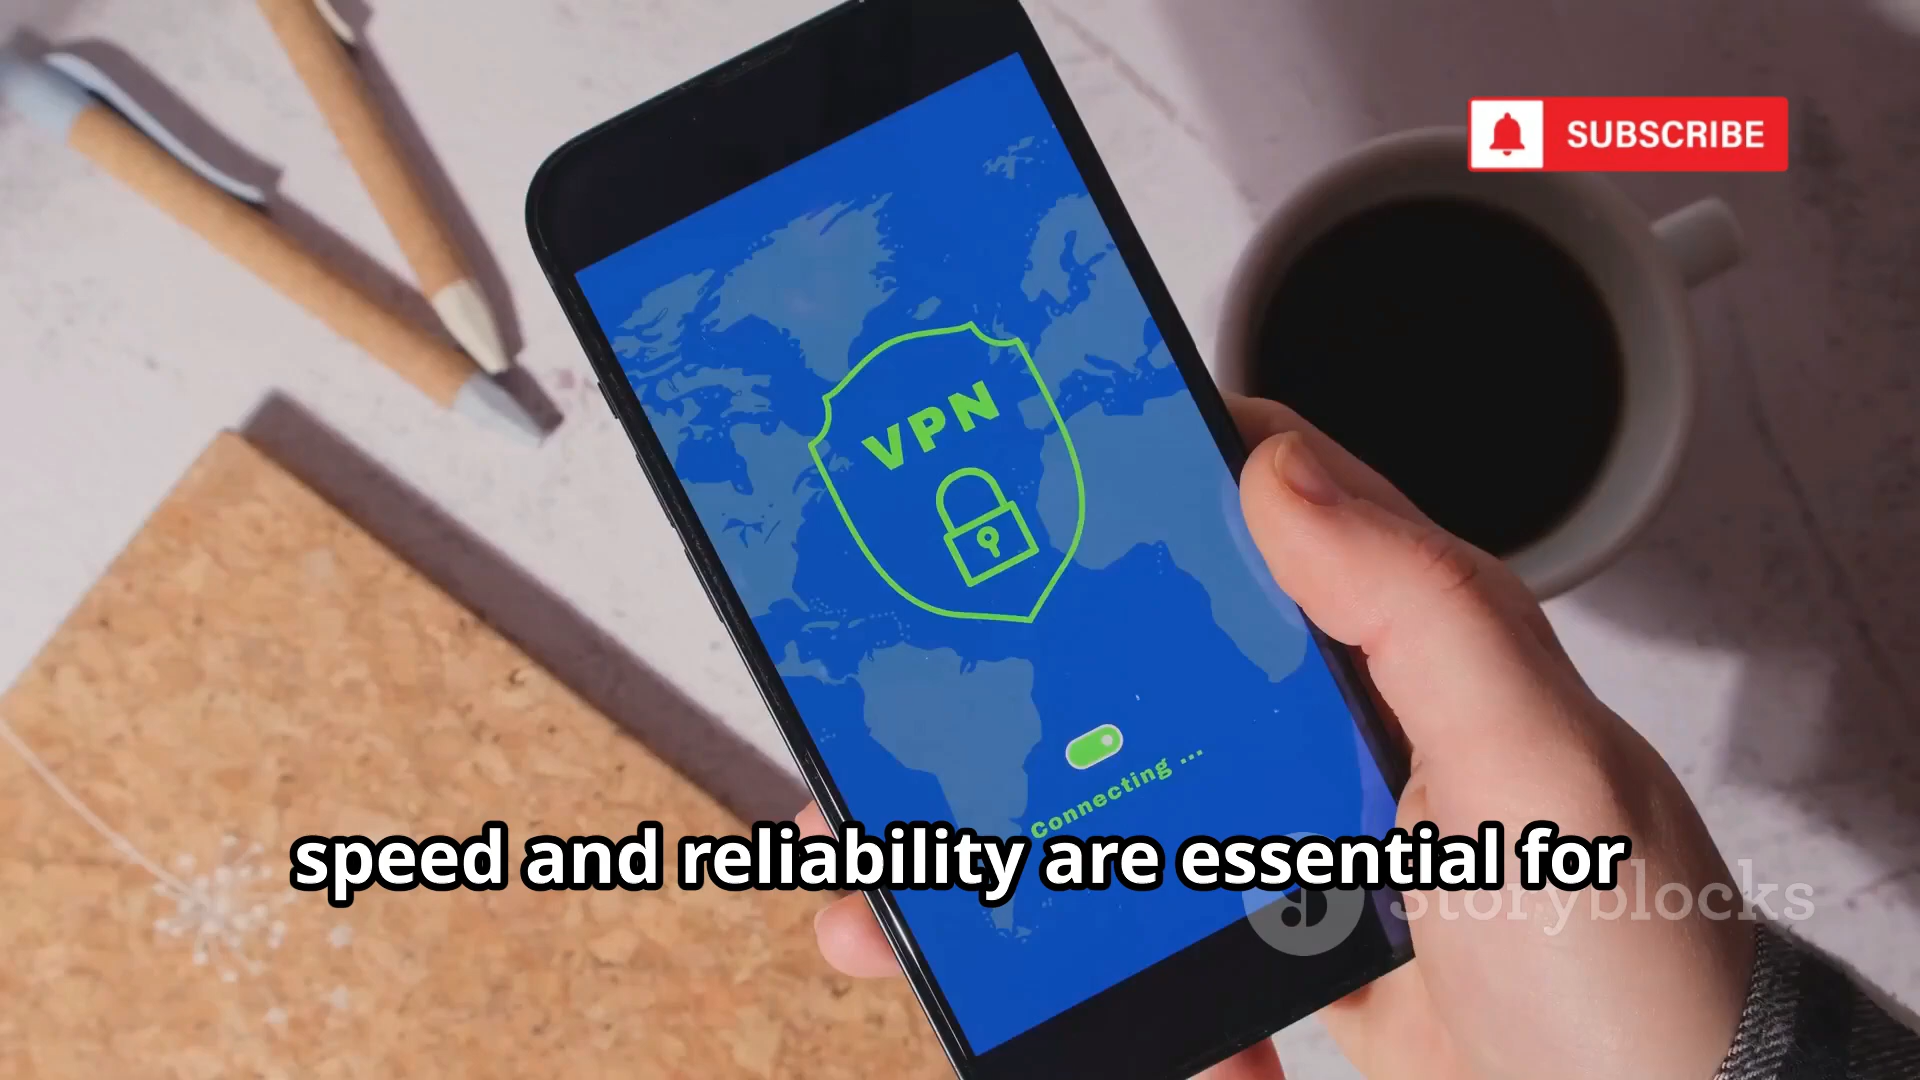 SUBSCRIBE
VPN
Connecting ...
speed and reliability are essential for
Storyblocks